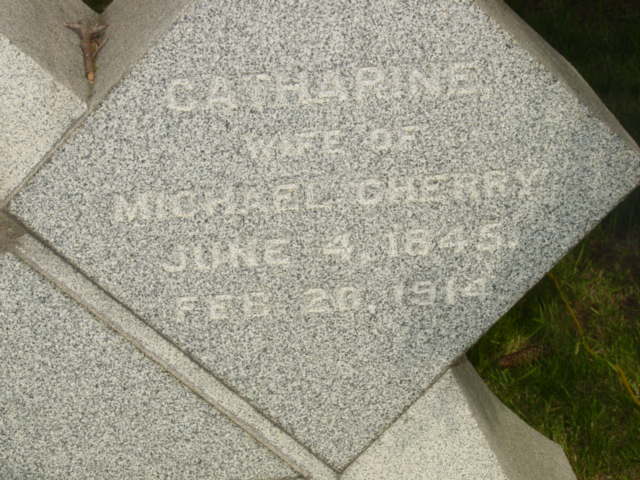 CATHARINE
WIFE OF
MICHAEL CHERRY
JUNE 4, 1845.
FEB. 20, 1914.